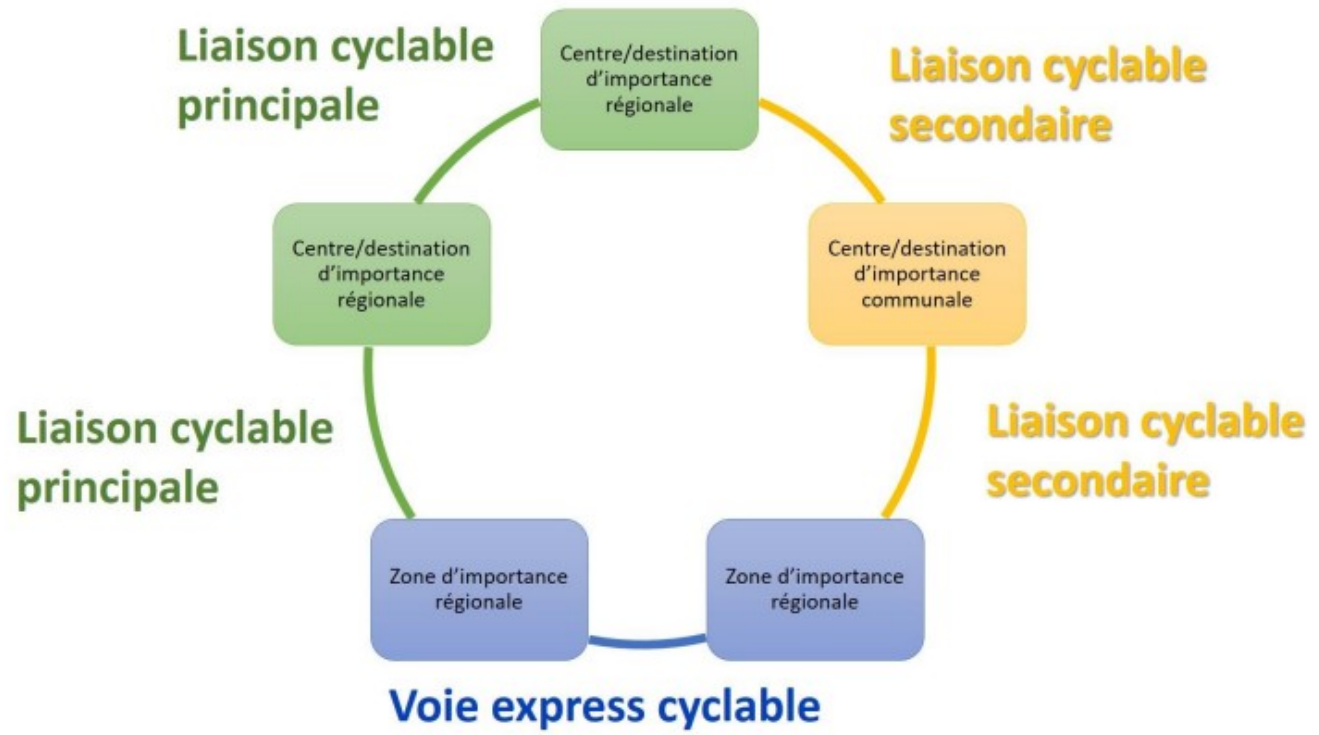 Liaison cyclable
principale
Centre/destination
d'importance
régionale
Liaison cyclable
secondaire
Centre/destination
d'importance
régionale
Centre/destination
d'importance
communale
Liaison cyclable
principale
Liaison cyclable
secondaire
Zone d'importance
régionale
Zone d'importance
régionale
Voie express cyclable